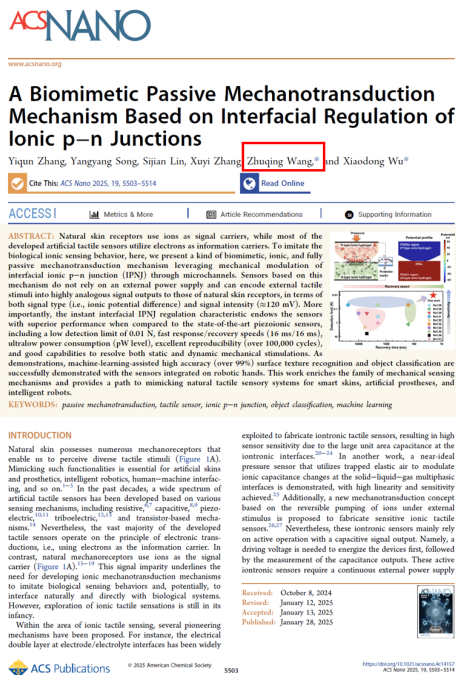 ACSNANO
www.acsnano.org
A Biomimetic Passive Mechanotransduction
Mechanism Based on Interfacial Regulation of
Ionic p−n Junctions
Yiqun Zhang, Yangyang Song, Sijian Lin, Xuyi Zhang, Zhuqing Wang,* and Xiaodong Wu*
Cite This: ACS Nano 2025, 19, 5503−5514
Read Online
ACCESS
Metrics & More
Article Recommendations
Supporting Information
ABSTRACT: Natural skin receptors use ions as signal carriers, while most of the
developed artificial tactile sensors utilize electrons as information carriers. To imitate the
biological ionic sensing behavior, here, we present a kind of biomimetic, ionic, and fully
passive mechanotransduction mechanism leveraging mechanical modulation of
interfacial ionic p−n junction (IPNJ) through microchannels. Sensors based on this
mechanism do not rely on an external power supply and can encode external tactile
stimuli into highly analogous signal outputs to those of natural skin receptors, in terms of
both signal type (i.e., ionic potential difference) and signal intensity (≈120 mV). More
importantly, the instant interfacial IPNJ regulation characteristic endows the sensors
with superior performance when compared to the state-of-the-art piezoionic sensors,
including a low detection limit of 0.01 N, fast response/recovery speeds (16 ms/16 ms),
ultralow power consumption (pW level), excellent reproducibility (over 100,000 cycles),
and good capabilities to resolve both static and dynamic mechanical stimulations. As
demonstrations, machine-learning-assisted high accuracy (over 99%) surface texture recognition and object classification are
successfully demonstrated with the sensors integrated on robotic hands. This work enriches the family of mechanical sensing
mechanisms and provides a path to mimicking natural tactile sensory systems for smart skins, artificial prostheses, and
intelligent robots.
KEYWORDS: passive mechanotransduction, tactile sensor, ionic p−n junction, object classification, machine learning
INTRODUCTION
Natural skin possesses numerous mechanoreceptors that
enable us to perceive diverse tactile stimuli (Figure 1A).
Mimicking such functionalities is essential for artificial skins
and prosthetics, intelligent robotics, human−machine interfac-
ing, and so on.1−5 In the past decades, a wide spectrum of
artificial tactile sensors has been developed based on various
sensing mechanisms, including resistive,6,7 capacitive,8,9 piezo-
electric,10,11 triboelectric,12,13 and transistor-based mecha-
nisms.14 Nevertheless, the vast majority of the developed
tactile sensors operate on the principle of electronic trans-
ductions, i.e., using electrons as the information carrier. In
contrast, natural mechanoreceptors use ionics as the signal
carrier (Figure 1A).15−19 This signal impurity underlines the
need for developing ionic mechanotransduction mechanisms
to imitate biological sensing behaviors and, potentially, to
interface naturally and directly with biological systems.
However, exploration of ionic tactile sensations is still in its
infancy.
Within the area of ionic tactile sensing, several pioneering
mechanisms have been proposed. For instance, the electrical
double layer at electrode/electrolyte interfaces has been widely
exploited to fabricate iontronic tactile sensors, resulting in high
sensor sensitivity due to the large unit area capacitance at the
iontronic interfaces.20−24 In another work, a near-ideal
pressure sensor that utilizes trapped elastic air to modulate
ionic capacitance changes at the solid−liquid−gas multiphasic
interfaces is demonstrated, with high linearity and sensitivity
achieved.25 Additionally, a new mechanotransduction concept
based on the reversible pumping of ions under external
stimulus is proposed to fabricate sensitive ionic tactile
sensors.26,27 Nevertheless, these iontronic sensors mainly rely
on active operation with a capacitive signal output. Namely, a
driving voltage is needed to energize the devices first, followed
by the measurement of the capacitance outputs. These active
iontronic sensors require a continuous external power supply
Received: October 8, 2024
Revised: January 12, 2025
Accepted: January 13, 2025
Published: January 28, 2025
ACS Publications
© 2025 American Chemical Society
5503
https://doi.org/10.1021/acsnano.4c14157
ACS Nano 2025, 19, 5503−5514